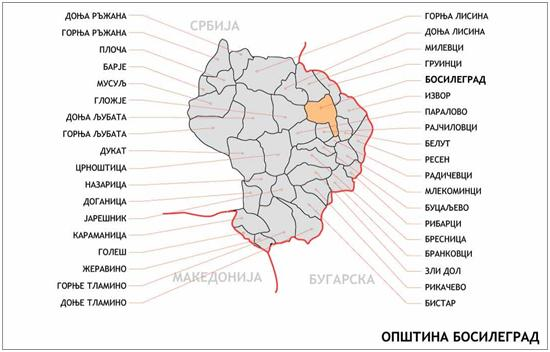 СРБИЈА
ДОЊА РЪЖАНА
ГОРЊА РЪЖАНА
ПЛОЧА
БАРЈЕ
МУСУЉ
ГЛОЖЈЕ
ДОЊА ЉУБАТА
ГОРЊА ЉУБАТА
ДУКАТ
ЦРНОШТИЦА
НАЗАРИЦА
ДОГАНИЦА
ЈАРЕШНИК
КАРАМАНИЦА
ГОЛЕШ
ЖЕРАВИНО
ГОРЊЕ ТЛАМИНО
ДОЊЕ ТЛАМИНО
ГОРЊА ЛИСИНА
ДОЊА ЛИСИНА
МИЛЕВЦИ
ГРУИНЦИ
БОСИЛЕГРАД
ИЗВОР
ПАРАЛОВО
РАЈЧИЛОВЦИ
БЕЛУТ
РЕСЕН
РАДИЧЕВЦИ
МЛЕКОМИНЦИ
БУЦАЉЕВО
РИБАРЦИ
БРЕСНИЦА
БРАНКОВЦИ
ЗЛИ ДОЛ
РИКАЧЕВО
БИСТАР
МАКЕДОНИЈА
БУГАРСКА
ОПШТИНА БОСИЛЕГРАД